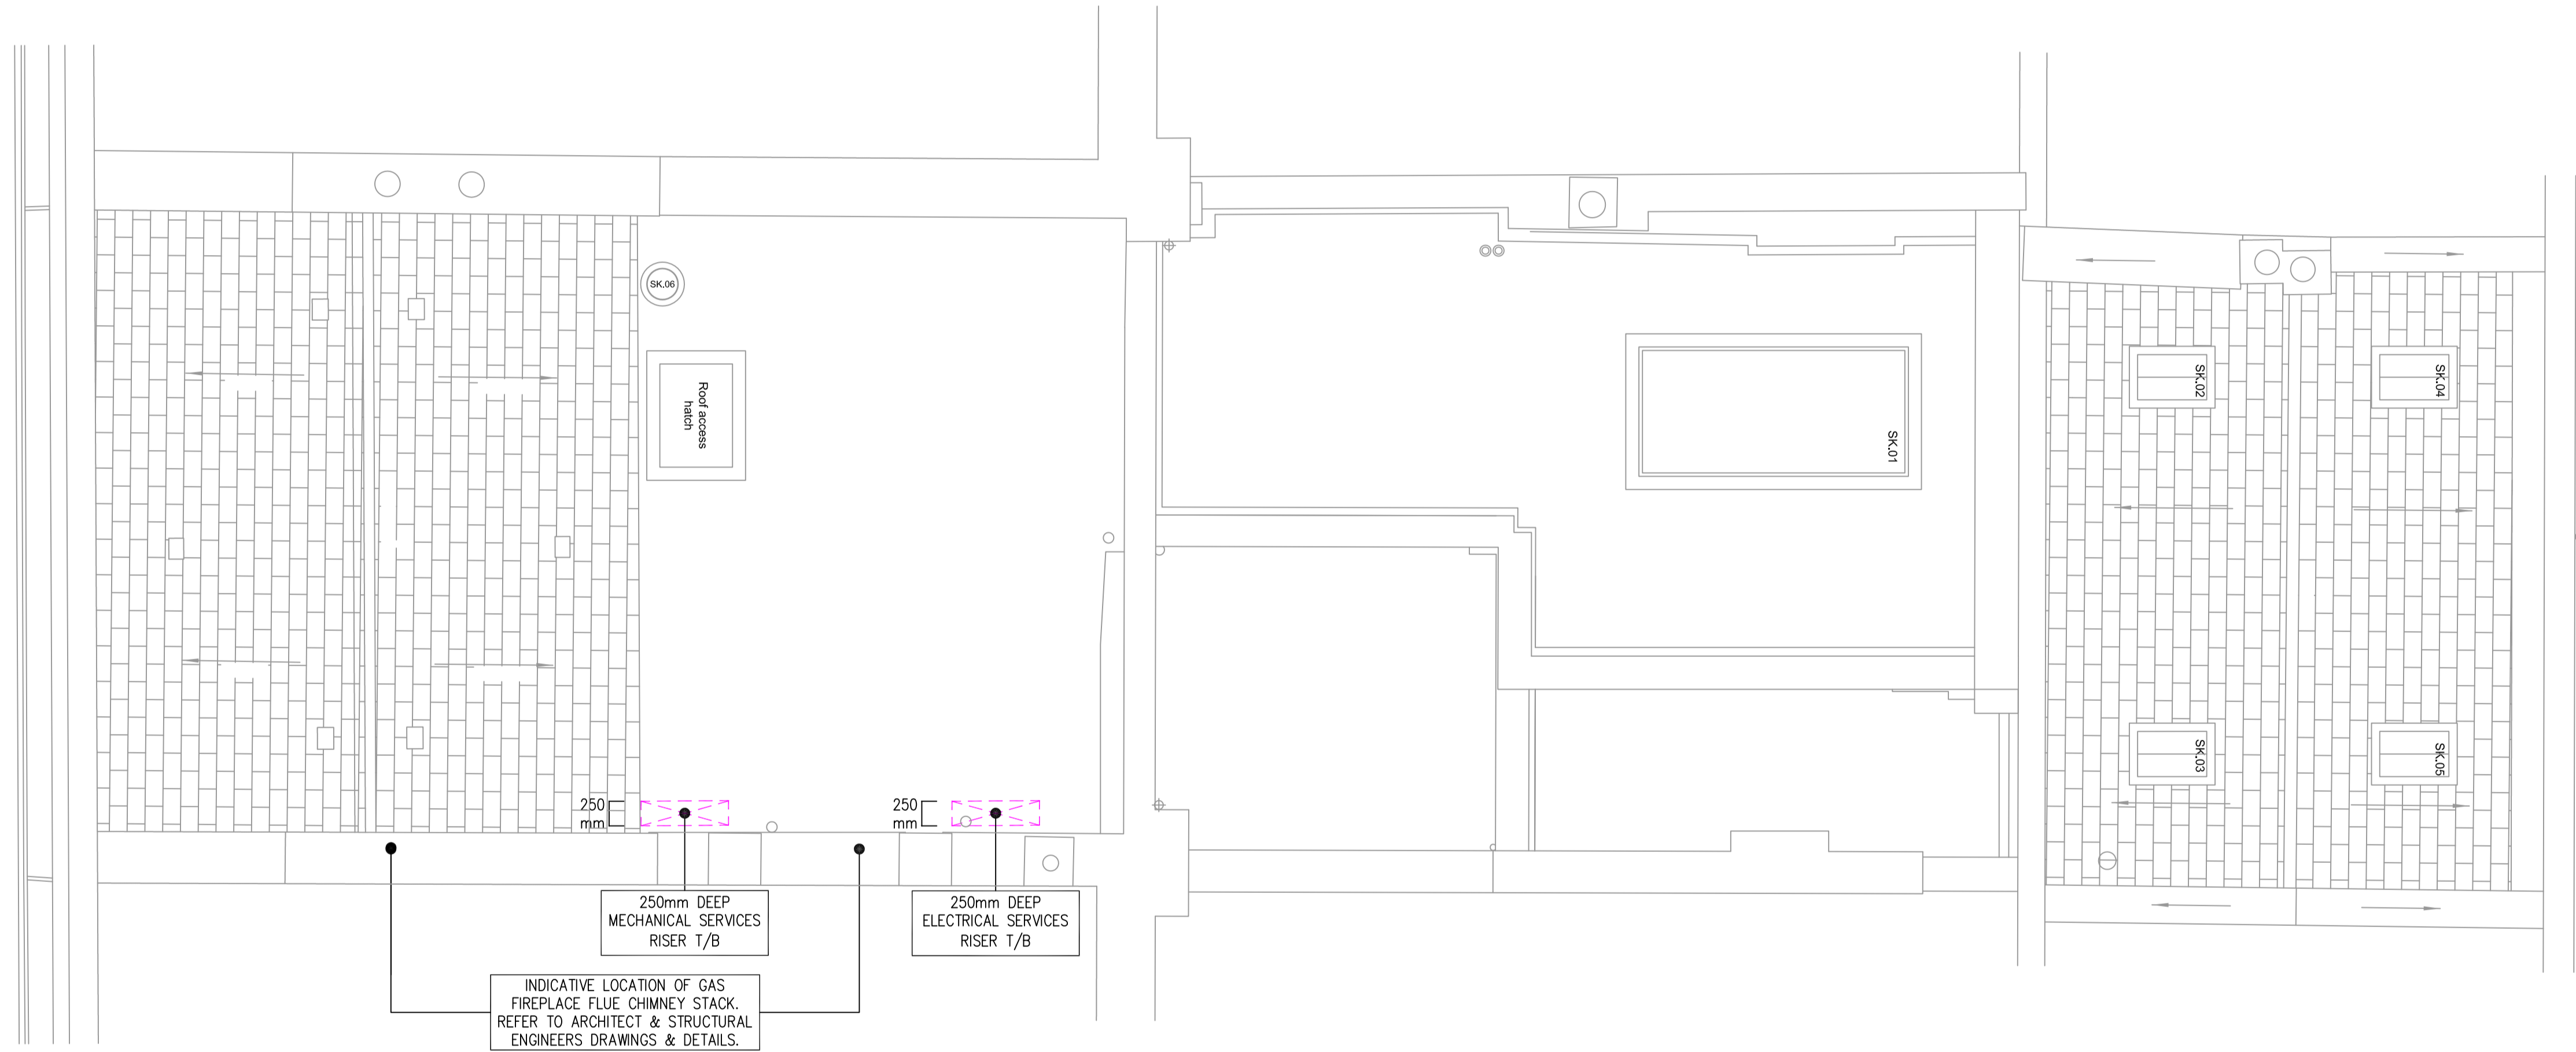 SK.06
Roof access
hatch
SK.01
SK.02
SK.04
SK.03
SK.05
250
mm
250
mm
250mm DEEP
MECHANICAL SERVICES
RISER T/B
250mm DEEP
ELECTRICAL SERVICES
RISER T/B
INDICATIVE LOCATION OF GAS
FIREPLACE FLUE CHIMNEY STACK.
REFER TO ARCHITECT & STRUCTURAL
ENGINEERS DRAWINGS & DETAILS.